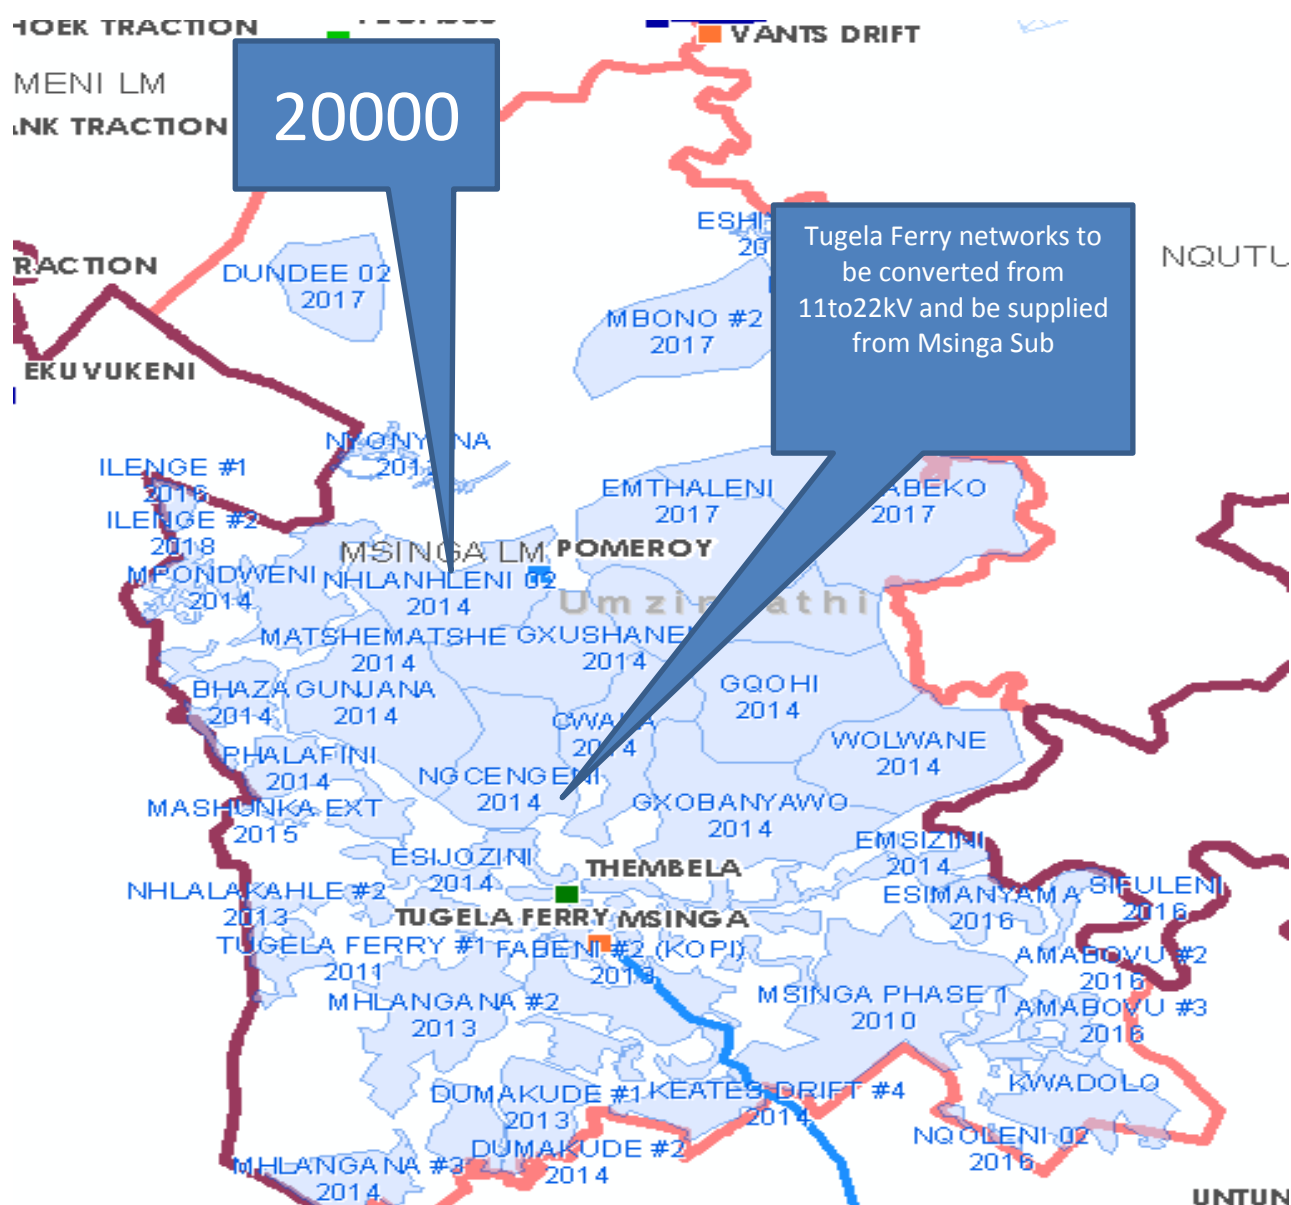 HOEK TRACTION
VANTS DRIFT
MENI LM
NK TRACTION
20000
Tugela Ferry networks to
be converted from
11to22kV and be supplied
from Msinga Sub
NQUTU
RACTION
DUNDEE 02
2017
MBONO #2
2017
EKUVUKENI
ILENGE #1
2016
ILENGE #2
2018
EMTHALENI
2017
ABEKO
2017
MSINGA LM
POMEROY
MPONDWENI
2014
NHLANHLENI 02
2014
MATSHEMATSHE
2014
GXUSHANE
2014
BHAZA
2014
GUNJANA
2014
GQOHI
2014
WOLWANE
2014
PHALAFINI
2014
NGCENGENI
2014
MASHUNKA EXT
2015
GXOBANYAWO
2014
EMSIZINI
2014
ESIJOZINI
2014
THEMBELA
NHLALAKAHLE #2
2013
ESIMANYAMA
2016
SIFULENI
2016
TUGELA FERRY
MSINGA
TUGELA FERRY #1
2011
FABENI #2 (KOPI)
2013
AMABOVU #2
2016
MHLANGANA #2
2013
MSINGA PHASE 1
2010
AMABOVU #3
2016
DUMAKUDE #1
2013
KEATES DRIFT #4
2014
KWADOLO
NQOLENI 02
2016
DUMAKUDE #2
2014
MHLANGANA #3
2014
UNTUN